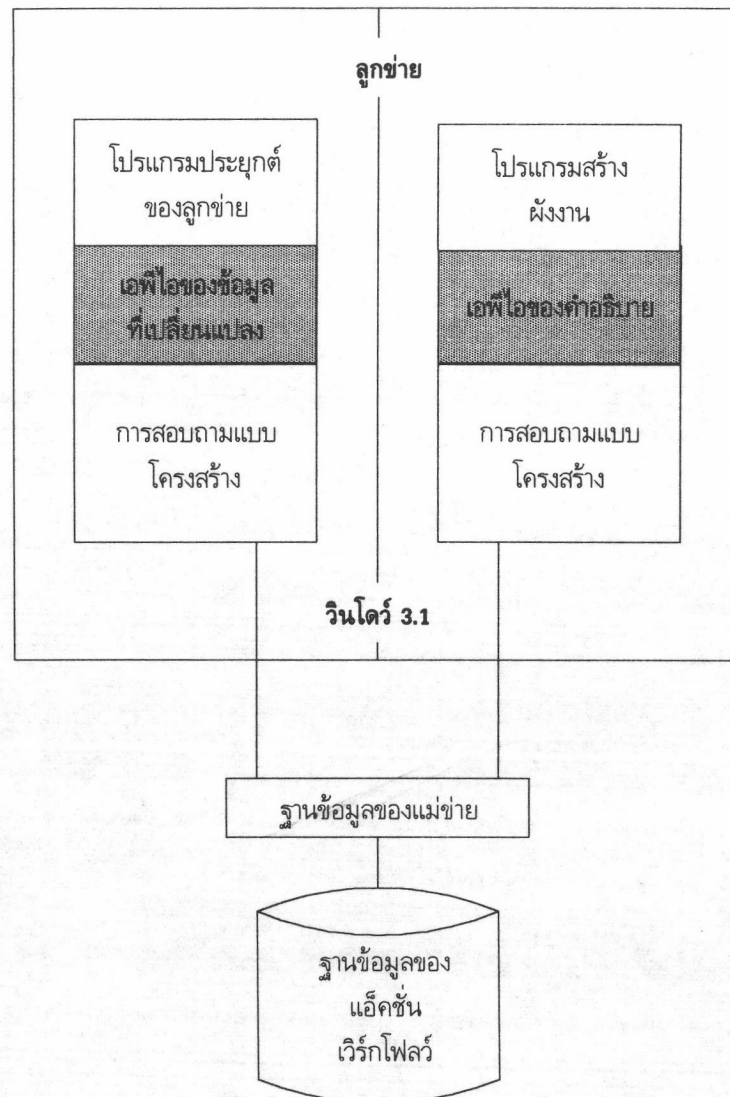 ลูกข่าย
โปรแกรมประยุกต์
ของลูกข่าย
เอพีไอของข้อมูล
ที่เปลี่ยนแปลง
การสอบถามแบบ
โครงสร้าง
โปรแกรมสร้าง
ผังงาน
เอพีไอของคำอธิบาย
การสอบถามแบบ
โครงสร้าง
วินโดว์ 3.1
ฐานข้อมูลของแม่ข่าย
ฐานข้อมูลของ
แอ็คชั่น
เวิร์กโฟลว์